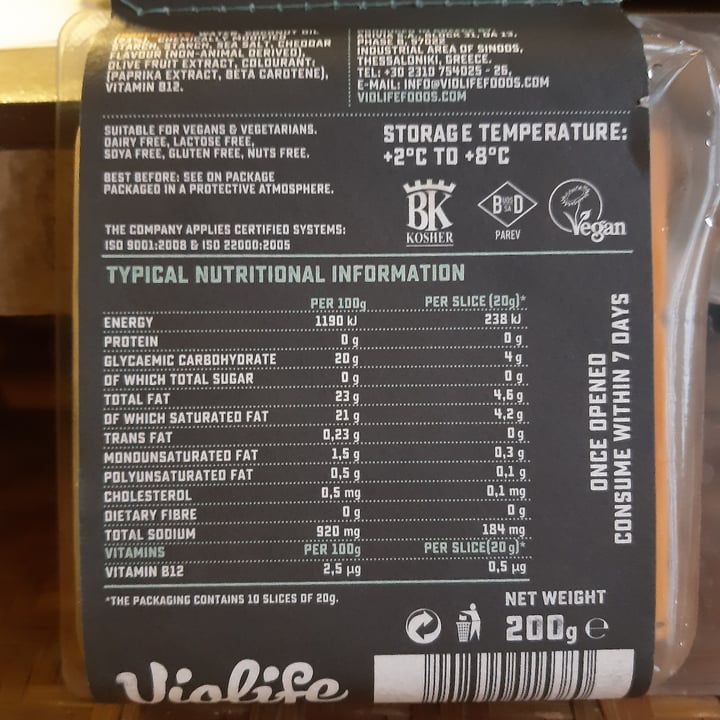 STARCH, STARCH, SEA SALT, CHEDDAR
FLAVOUR (NON-ANIMAL DERIVED),
OLIVE FRUIT EXTRACT, COLOURANT:
(PAPRIKA EXTRACT, BETA CAROTENE),
VITAMIN B12.
PHASE B, 57022
INDUSTRIAL AREA OF SINDOS,
THESSALONIKI, GREECE.
TEL: +30 2310 754025 - 26,
E-MAIL: INFO@VIOLIFEFOODS.COM
VIOLIFEFOODS.COM
SUITABLE FOR VEGANS & VEGETARIANS.
DAIRY FREE, LACTOSE FREE,
SOYA FREE, GLUTEN FREE, NUTS FREE.
BEST BEFORE: SEE ON PACKAGE
PACKAGED IN A PROTECTIVE ATMOSPHERE.
THE COMPANY APPLIES CERTIFIED SYSTEMS:
ISO 9001:2008 & ISO 22000:2005
STORAGE TEMPERATURE:
+2°C TO +8°C
BK
KOSHER
B D
PAREV
Vegan
TYPICAL NUTRITIONAL INFORMATION
PER 100g PER SLICE (20g)*
ENERGY 1190 kJ 238 kJ
PROTEIN 0 g 0 g
GLYCAEMIC CARBOHYDRATE 20 g 4 g
OF WHICH TOTAL SUGAR 0 g 0 g
TOTAL FAT 23 g 4,6 g
OF WHICH SATURATED FAT 21 g 4,2 g
TRANS FAT 0,23 g 0 g
MONOUNSATURATED FAT 1,5 g 0,3 g
POLYUNSATURATED FAT 0,5 g 0,1 g
CHOLESTEROL 0,5 mg 0,1 mg
DIETARY FIBRE 0 g 0 g
TOTAL SODIUM 920 mg 184 mg
VITAMINS PER 100g PER SLICE(20 g)*
VITAMIN B12 2,5 µg 0,5 µg
*THE PACKAGING CONTAINS 10 SLICES OF 20g.
ONCE OPENED
CONSUME WITHIN 7 DAYS
NET WEIGHT
200g e
Violife